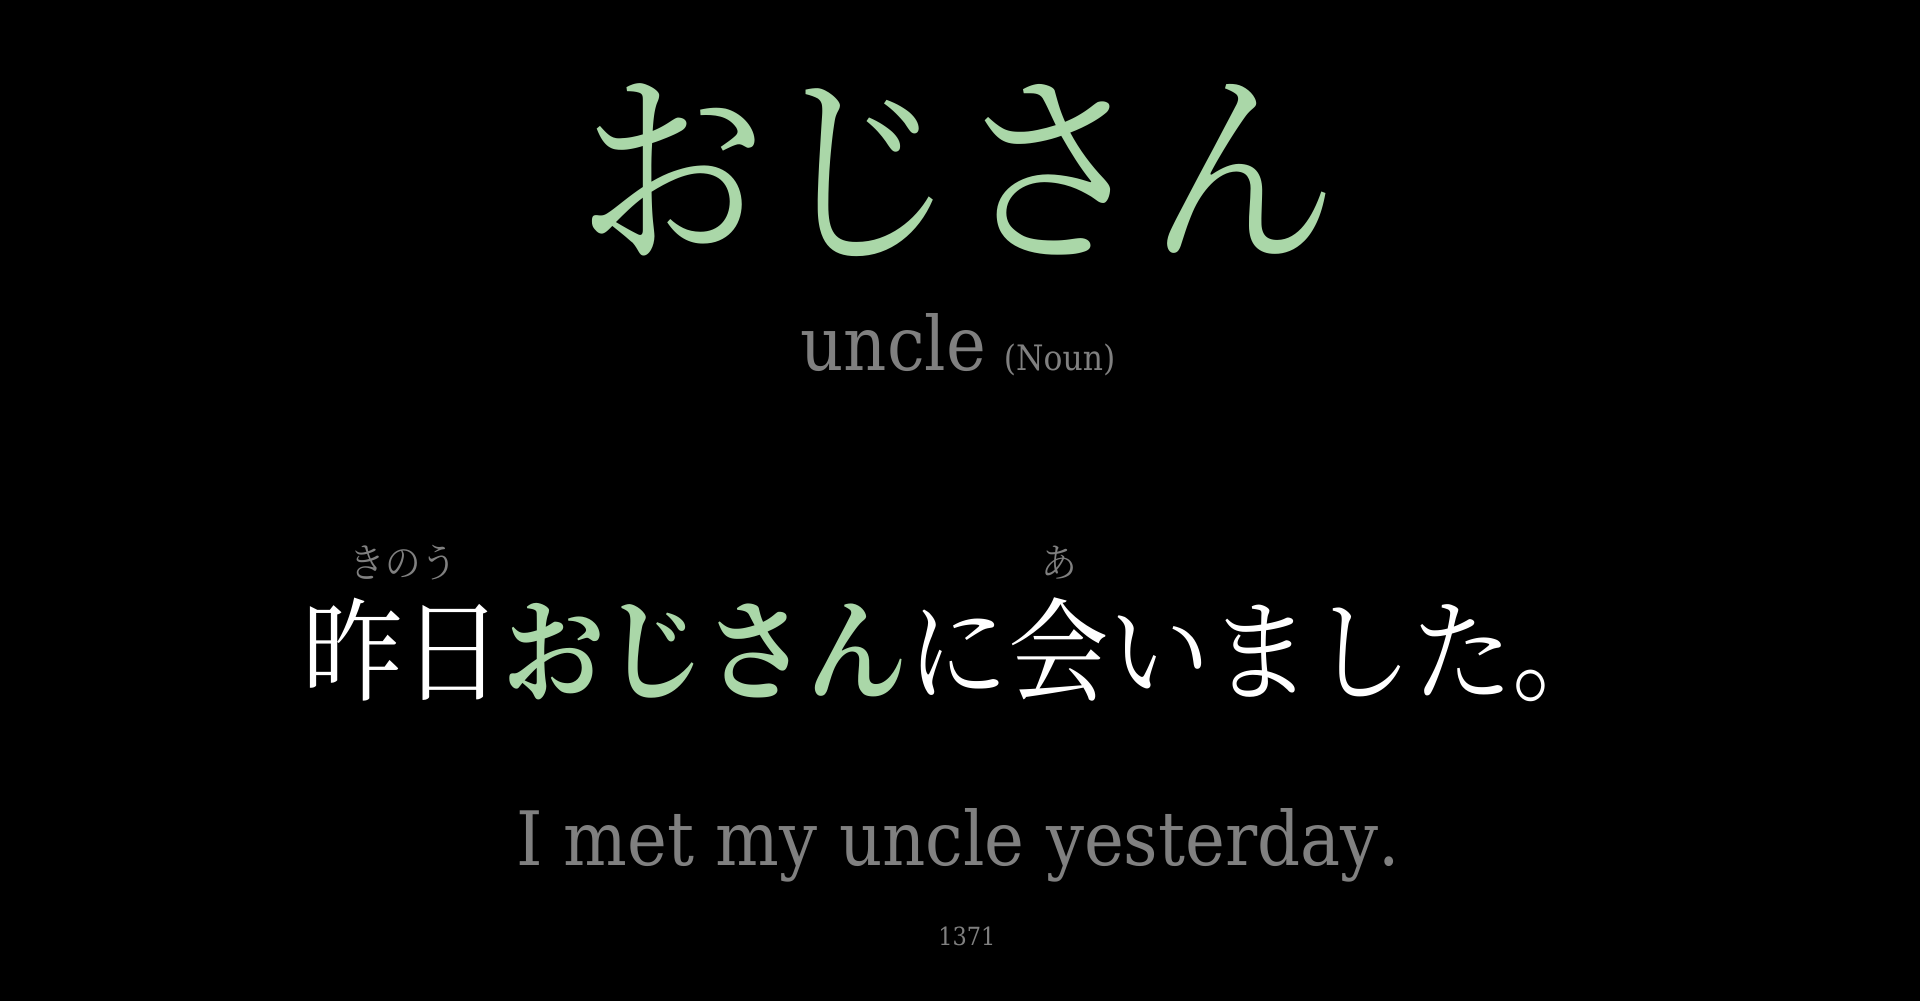 おじさん
uncle (Noun)
きのう あ
昨日おじさんに会いました。
I met my uncle yesterday.
1371